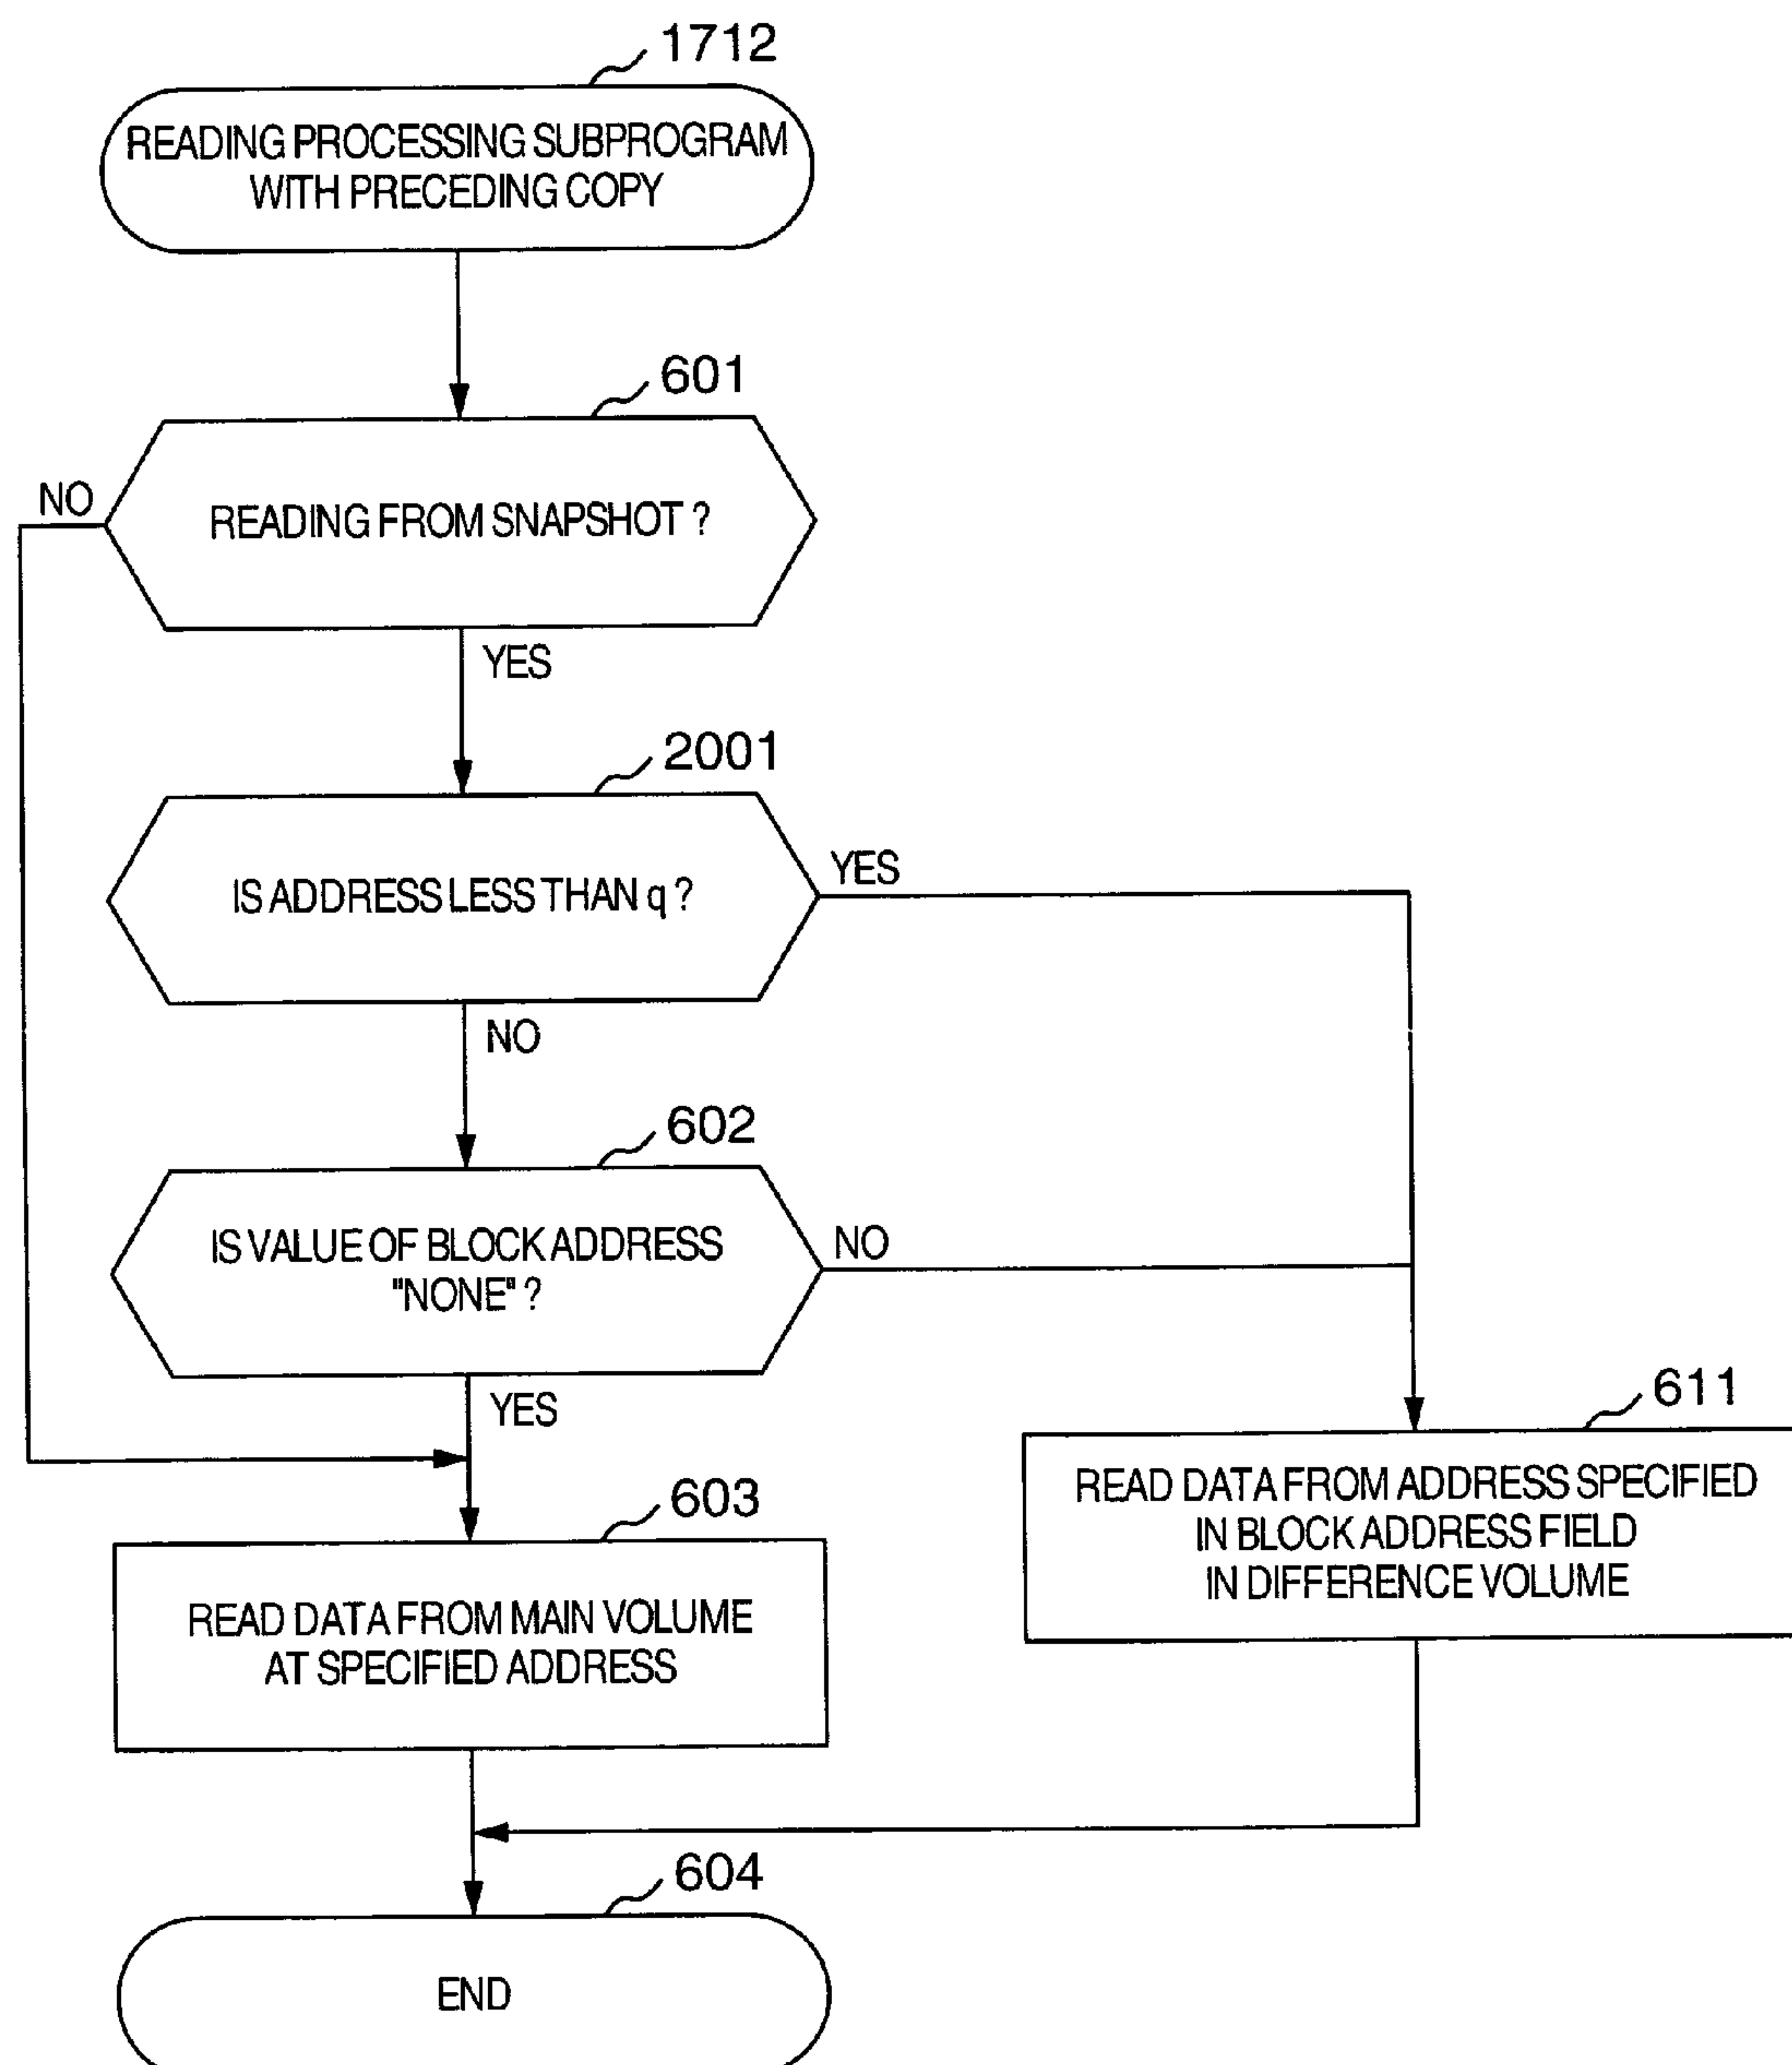 1712
READING PROCESSING SUBPROGRAM
WITH PRECEDING COPY
601
NO
READING FROM SNAPSHOT ?
YES
2001
IS ADDRESS LESS THAN q ?
YES
NO
602
IS VALUE OF BLOCK ADDRESS
"NONE" ?
NO
YES
611
READ DATA FROM ADDRESS SPECIFIED
IN BLOCK ADDRESS FIELD
IN DIFFERENCE VOLUME
603
READ DATA FROM MAIN VOLUME
AT SPECIFIED ADDRESS
604
END